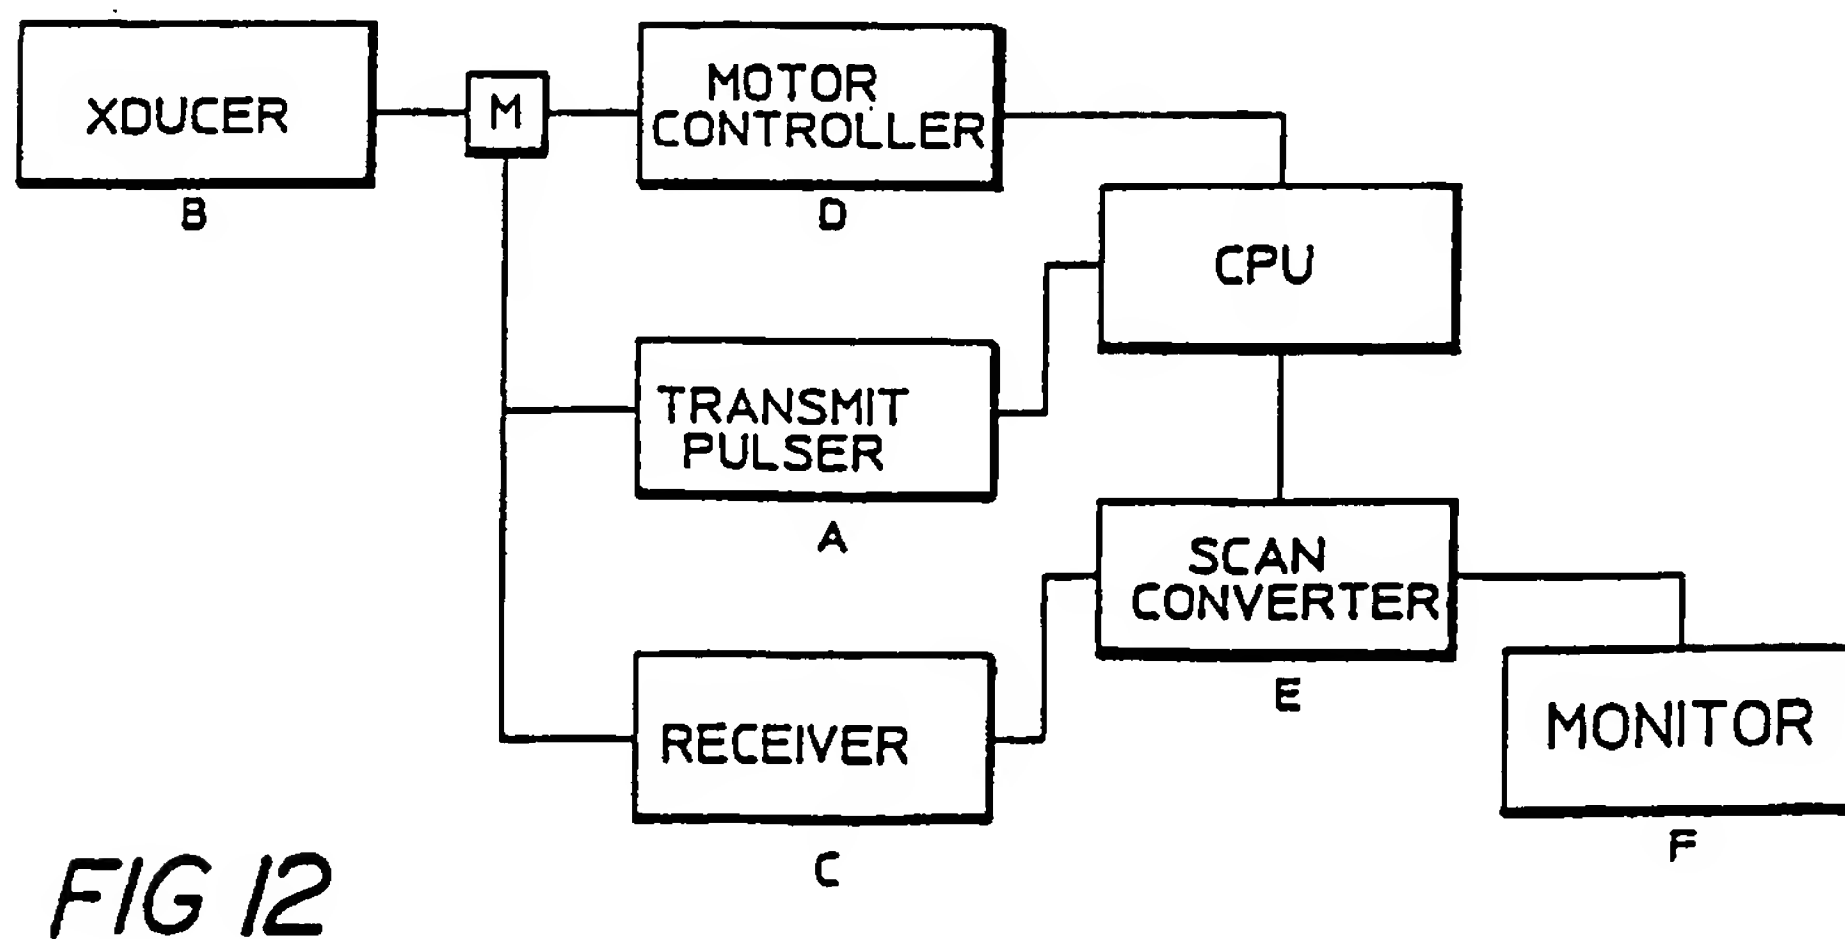 XDUCER
B
M
MOTOR
CONTROLLER
D
CPU
TRANSMIT
PULSER
A
SCAN
CONVERTER
E
RECEIVER
C
MONITOR
F
FIG 12